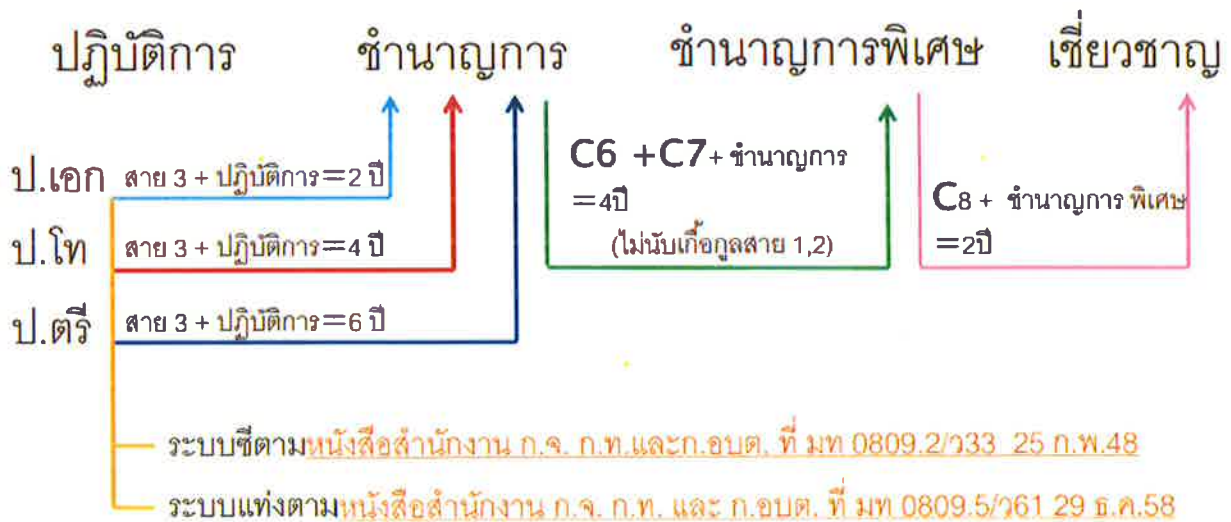 ปฏิบัติการ ชำนาญการ ชำนาญการพิเศษ เชี่ยวชาญ
ป.เอก สาย 3 + ปฏิบัติการ=2 ปี
ป.โท สาย 3 + ปฏิบัติการ=4 ปี
ป.ตรี สาย 3 + ปฏิบัติการ=6 ปี
C6 +C7+ ชำนาญการ
=4ปี
(ไม่นับเกื้อกูลสาย 1,2)
C8 + ชำนาญการ พิเศษ
=2ปี
ระบบซีตามหนังสือสำนักงาน ก.จ. ก.ท.และก.อบต. ที่ มท 0809.2/ว33 25 ก.พ.48
ระบบแท่งตามหนังสือสำนักงาน ก.จ. ก.ท. และ ก.อบต. ที่ มท 0809.5/ว61 29 ธ.ค.58